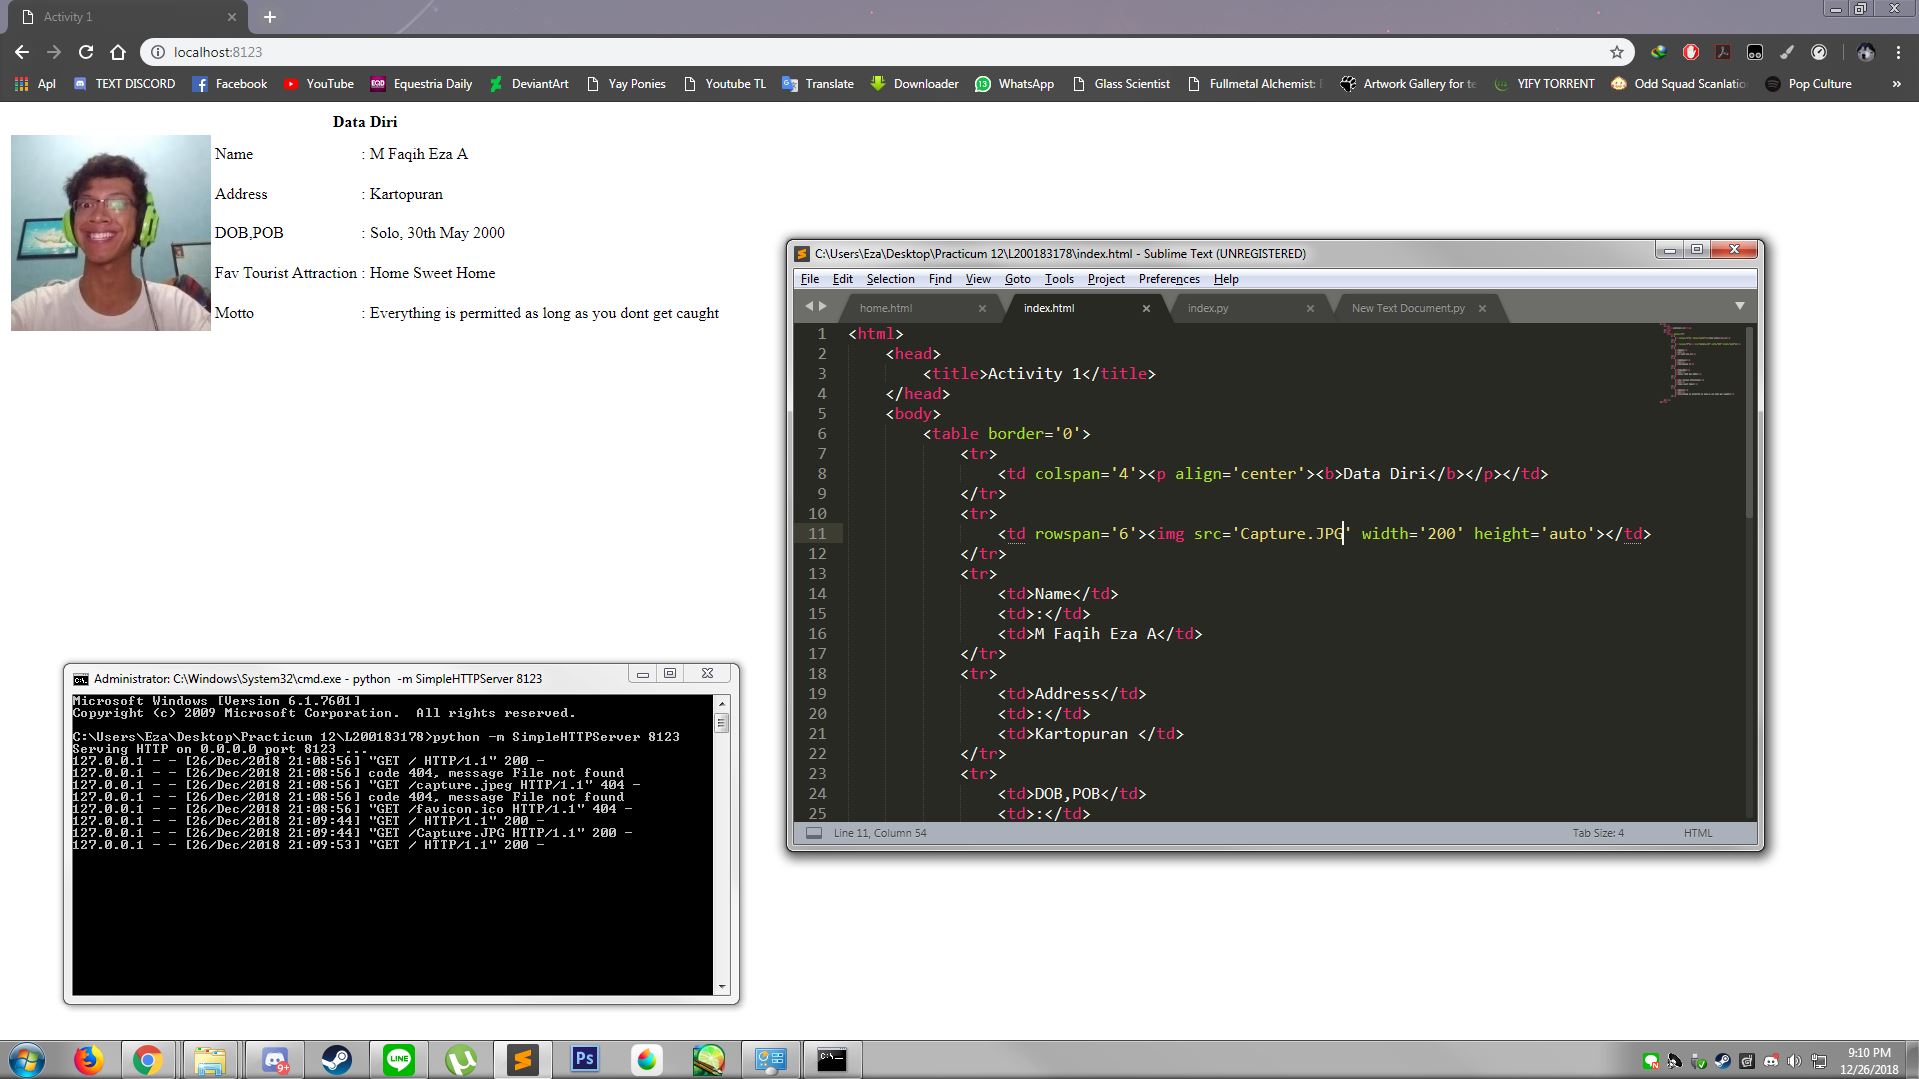 Activity 1
localhost:8123
Apl TEXT DISCORD Facebook YouTube EQD Equestria Daily DeviantArt Yay Ponies Youtube TL Translate Downloader WhatsApp Glass Scientist Fullmetal Alchemist: Artwork Gallery for te YIFY TORRENT Odd Squad Scanlatio Pop Culture »
Data Diri
Name : M Faqih Eza A
Address : Kartopuran
DOB,POB : Solo, 30th May 2000
Fav Tourist Attraction : Home Sweet Home
Motto : Everything is permitted as long as you dont get caught
C:\Users\Eza\Desktop\Practicum 12\L200183178\index.html - Sublime Text (UNREGISTERED)
File Edit Selection Find View Goto Tools Project Preferences Help
home.html index.html index.py New Text Document.py
1 <html>
2 <head>
3 <title>Activity 1</title>
4 </head>
5 <body>
6 <table border='0'>
7 <tr>
8 <td colspan='4'><p align='center'><b>Data Diri</b></p></td>
9 </tr>
10 <tr>
11 <td rowspan='6'><img src='Capture.JPG' width='200' height='auto'></td>
12 </tr>
13 <tr>
14 <td>Name</td>
15 <td>:</td>
16 <td>M Faqih Eza A</td>
17 </tr>
18 <tr>
19 <td>Address</td>
20 <td>:</td>
21 <td>Kartopuran </td>
22 </tr>
23 <tr>
24 <td>DOB,POB</td>
25 <td>:</td>
Line 11, Column 54 Tab Size: 4 HTML
Administrator: C:\Windows\System32\cmd.exe - python -m SimpleHTTPServer 8123
Microsoft Windows [Version 6.1.7601]
Copyright (c) 2009 Microsoft Corporation. All rights reserved.
C:\Users\Eza\Desktop\Practicum 12\L200183178>python -m SimpleHTTPServer 8123
Serving HTTP on 0.0.0.0 port 8123 ...
127.0.0.1 - - [26/Dec/2018 21:08:56] "GET / HTTP/1.1" 200 -
127.0.0.1 - - [26/Dec/2018 21:08:56] code 404, message File not found
127.0.0.1 - - [26/Dec/2018 21:08:56] "GET /capture.jpeg HTTP/1.1" 404 -
127.0.0.1 - - [26/Dec/2018 21:08:56] code 404, message File not found
127.0.0.1 - - [26/Dec/2018 21:08:56] "GET /favicon.ico HTTP/1.1" 404 -
127.0.0.1 - - [26/Dec/2018 21:09:44] "GET / HTTP/1.1" 200 -
127.0.0.1 - - [26/Dec/2018 21:09:44] "GET /Capture.JPG HTTP/1.1" 200 -
127.0.0.1 - - [26/Dec/2018 21:09:53] "GET / HTTP/1.1" 200 -
9+ LINE Ps C:\
9:10 PM
12/26/2018